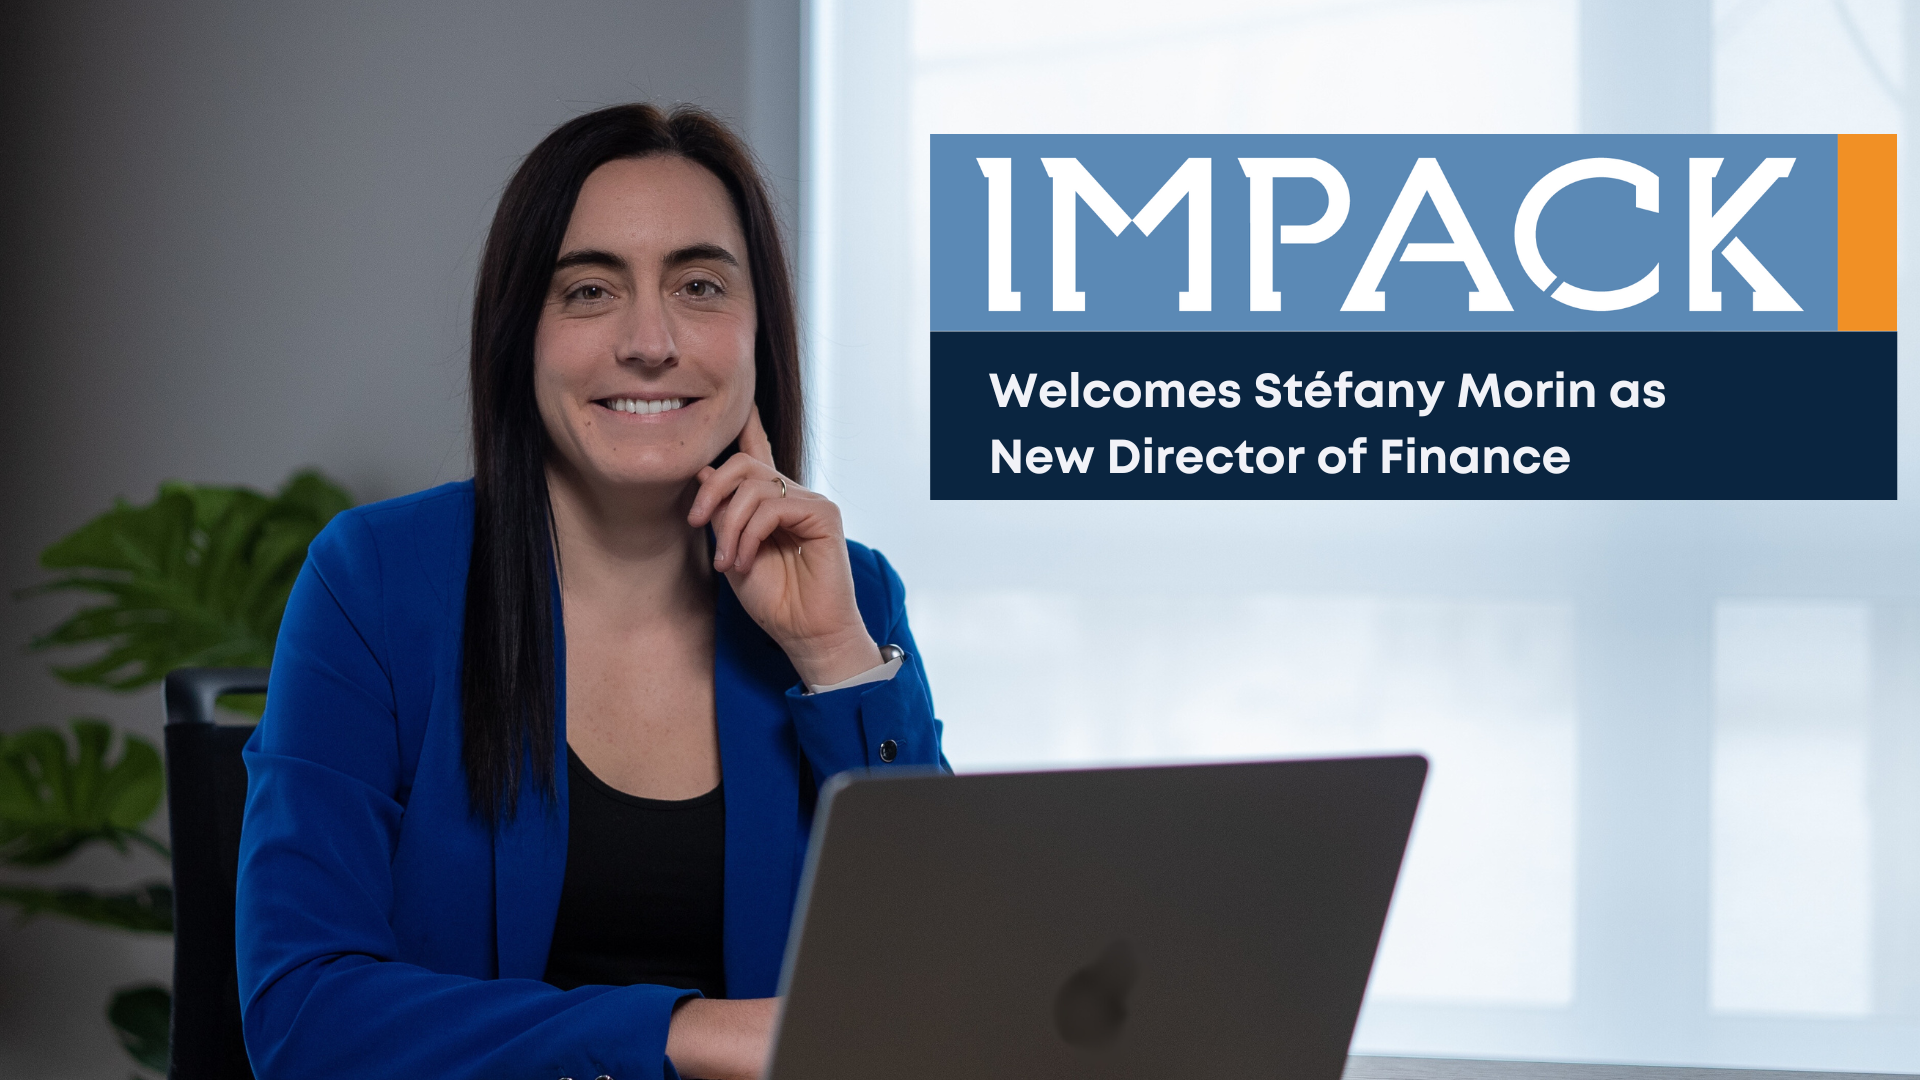 IMPACK
Welcomes Stéfany Morin as
New Director of Finance